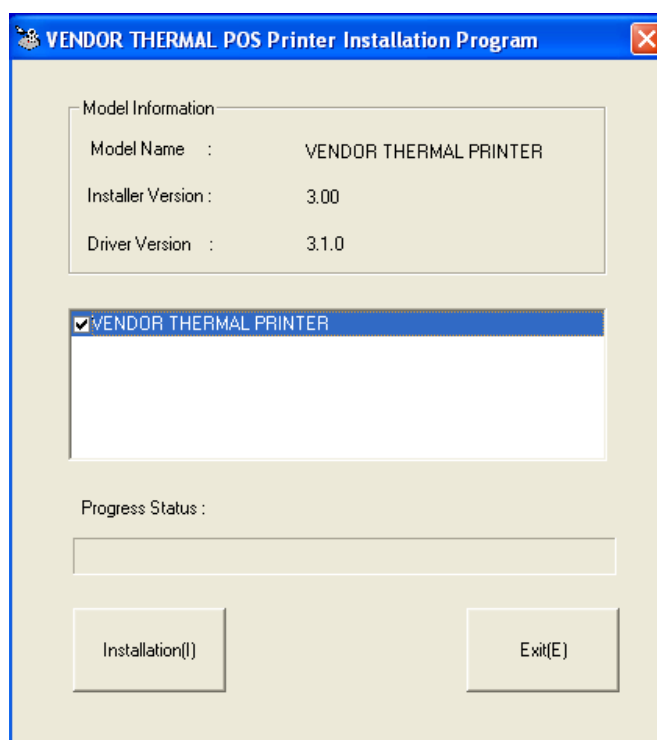 VENDOR THERMAL POS Printer Installation Program
Model Information
Model Name : VENDOR THERMAL PRINTER
Installer Version : 3.00
Driver Version : 3.1.0
VENDOR THERMAL PRINTER
Progress Status :
Installation(I) Exit(E)